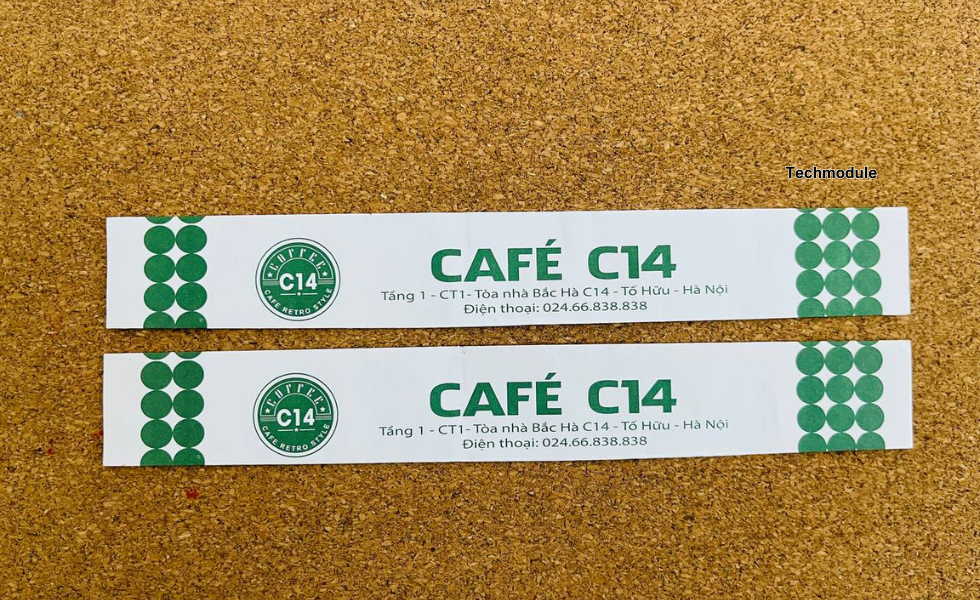 Techmodule
COFFEE
C14
CAFE RETRO STYLE
CAFÉ C14
Tầng 1 - CT1- Tòa nhà Bắc Hà C14 - Tố Hữu - Hà Nội
Điện thoại: 024.66.838.838
COFFEE
C14
CAFE RETRO STYLE
CAFÉ C14
Tầng 1 - CT1- Tòa nhà Bắc Hà C14 - Tố Hữu - Hà Nội
Điện thoại: 024.66.838.838